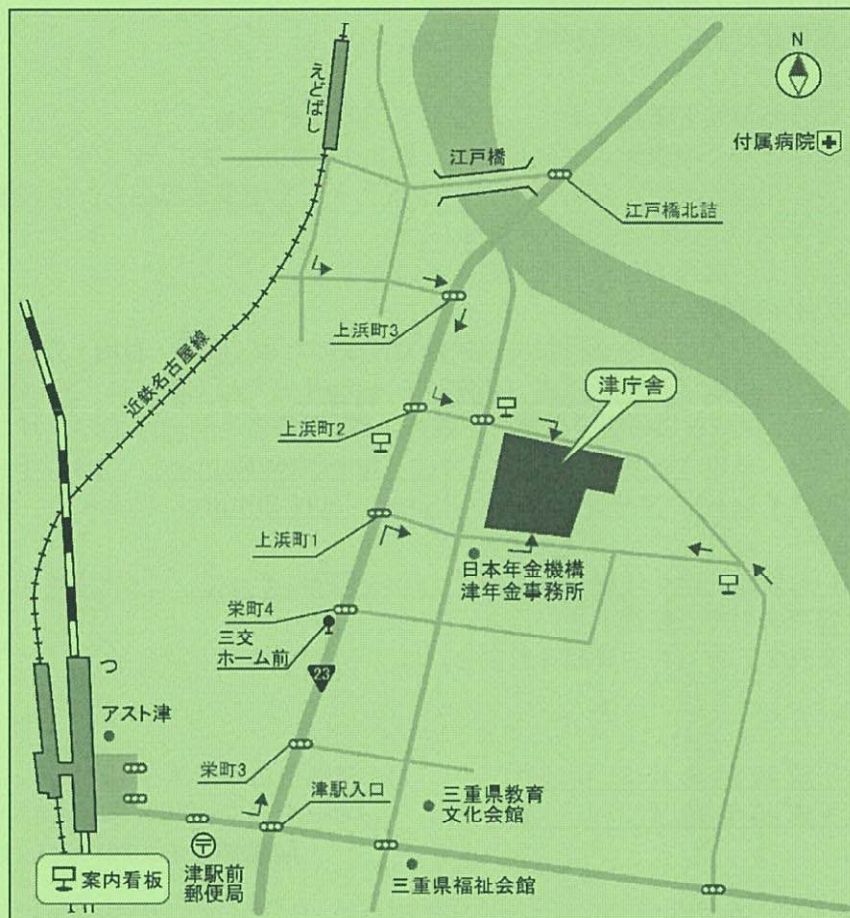 N
えどばし
付属病院
江戸橋
江戸橋北詰
近鉄名古屋線
上浜町3
津庁舎
上浜町2
上浜町1
日本年金機構
津年金事務所
栄町4
三交
ホーム前
23
つ
アスト津
栄町3
津駅入口
三重県教育
文化会館
津駅前
郵便局
三重県福祉会館
案内看板